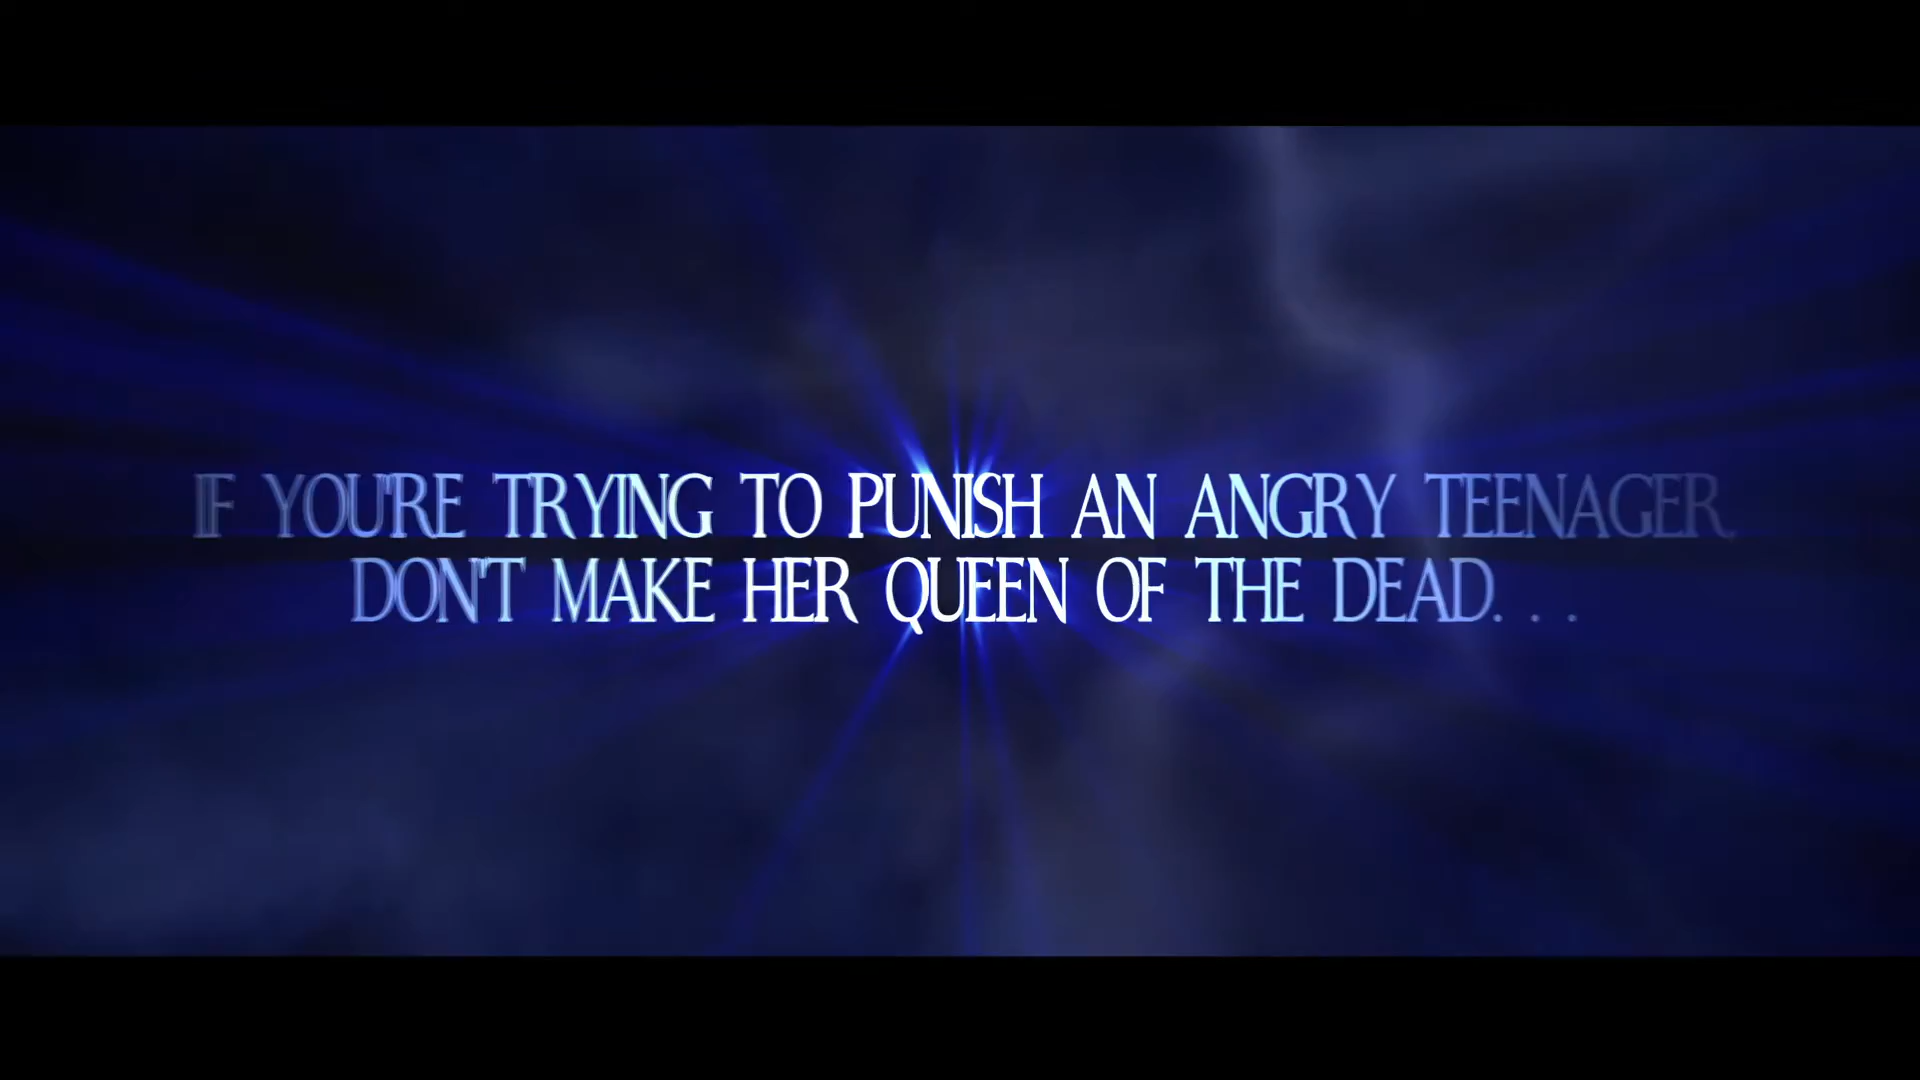 IF YOU'RE TRYING TO PUNISH AN ANGRY TEENAGER
DON'T MAKE HER QUEEN OF THE DEAD. . .